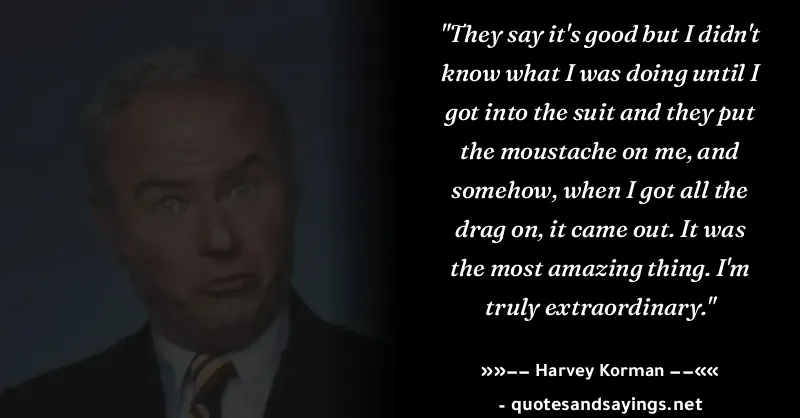 "They say it's good but I didn't
know what I was doing until I
got into the suit and they put
the moustache on me, and
somehow, when I got all the
drag on, it came out. It was
the most amazing thing. I'm
truly extraordinary."
»»–– Harvey Korman ––««
- quotesandsayings.net